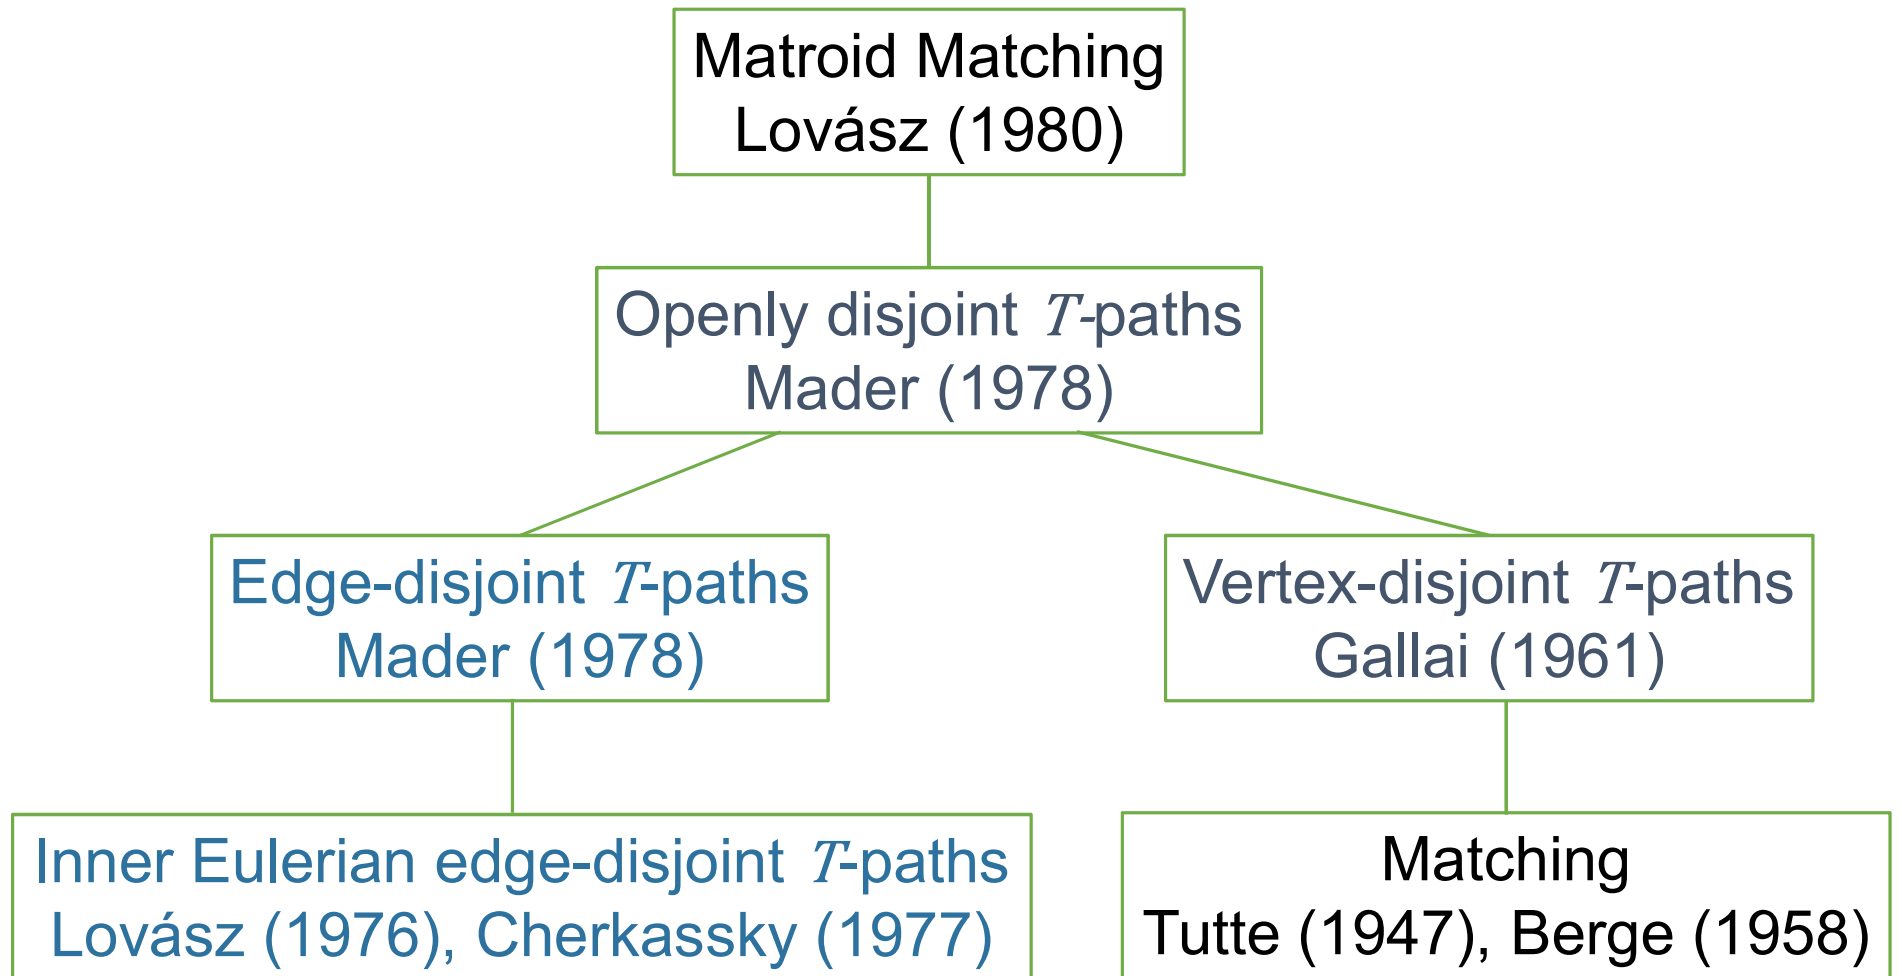 Matroid Matching
Lovász (1980)
Openly disjoint T-paths
Mader (1978)
Edge-disjoint T-paths
Mader (1978)
Vertex-disjoint T-paths
Gallai (1961)
Inner Eulerian edge-disjoint T-paths
Lovász (1976), Cherkassky (1977)
Matching
Tutte (1947), Berge (1958)